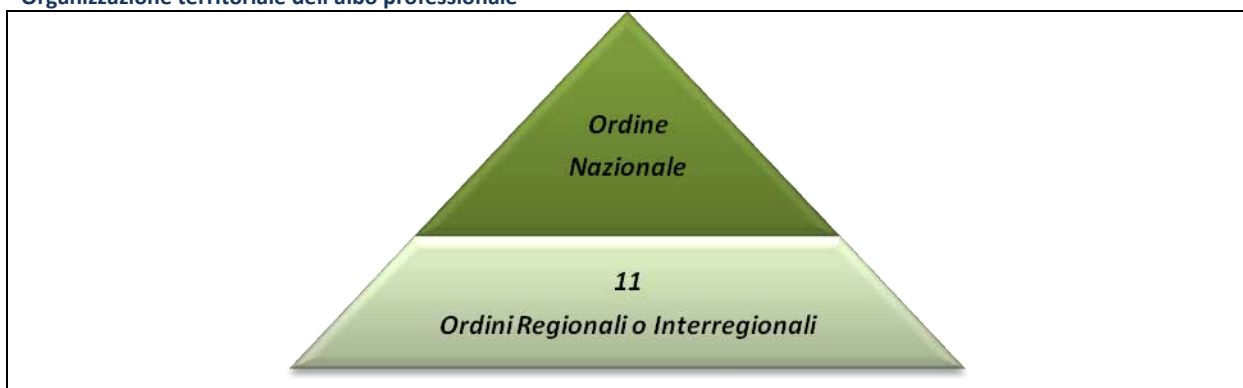 Organizzazione territoriale dell'albo professionale
Ordine
Nazionale
11
Ordini Regionali o Interregionali